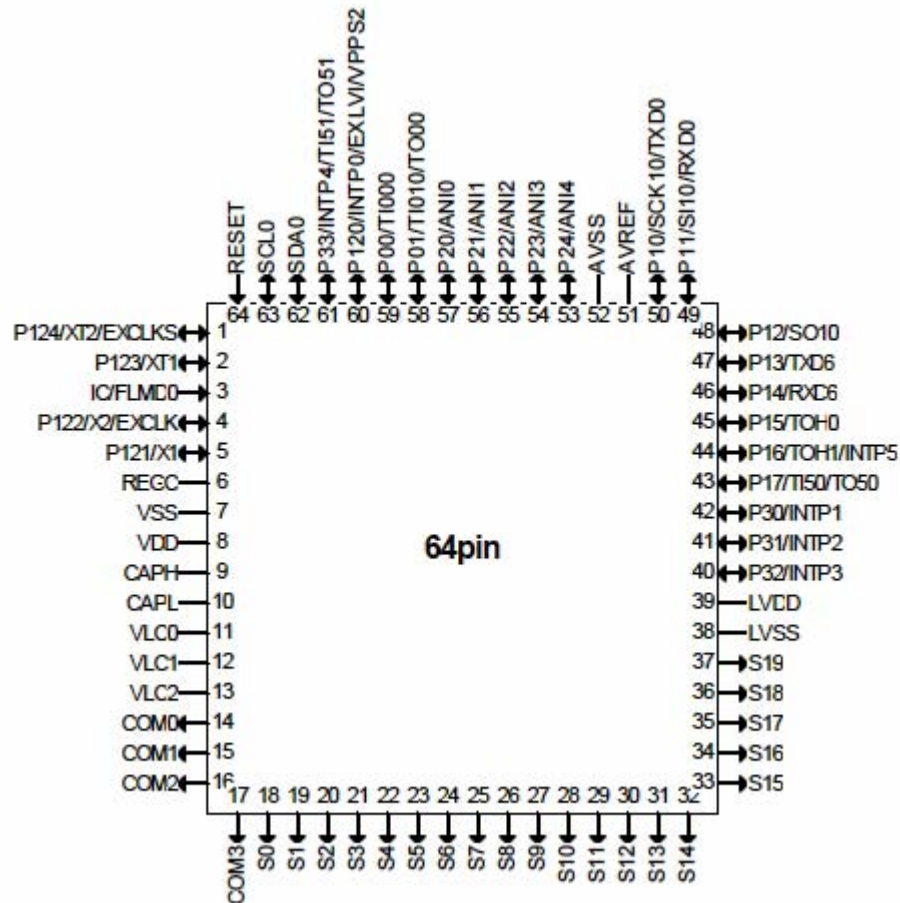 RESET
SCL0
SDA0
P33/INTP4/TI51/TO51
P120/INTP0/EXLVI/VPPS2
P00/TI000
P01/TI010/TO00
P20/ANI0
P21/ANI1
P22/ANI2
P23/ANI3
P24/ANI4
AVSS
AVREF
P10/SCK10/TXD0
P11/SI10/RXD0
64 63 62 61 60 59 58 57 56 55 54 53 52 51 50 49
P124/XT2/EXCLKS 1 48 P12/SO10
P123/XT1 2 47 P13/TXD6
IC/FLMD0 3 46 P14/RXD6
P122/X2/EXCLK 4 45 P15/TOH0
P121/X1 5 44 P16/TOH1/INTP5
REGC 6 43 P17/TI50/TO50
VSS 7 42 P30/INTP1
VDD 8 41 P31/INTP2
64pin
CAPH 9 40 P32/INTP3
CAPL 10 39 LVDD
VLC0 11 38 LVSS
VLC1 12 37 S19
VLC2 13 36 S18
COM0 14 35 S17
COM1 15 34 S16
COM2 16 33 S15
17 18 19 20 21 22 23 24 25 26 27 28 29 30 31 32
COM3
S0
S1
S2
S3
S4
S5
S6
S7
S8
S9
S10
S11
S12
S13
S14